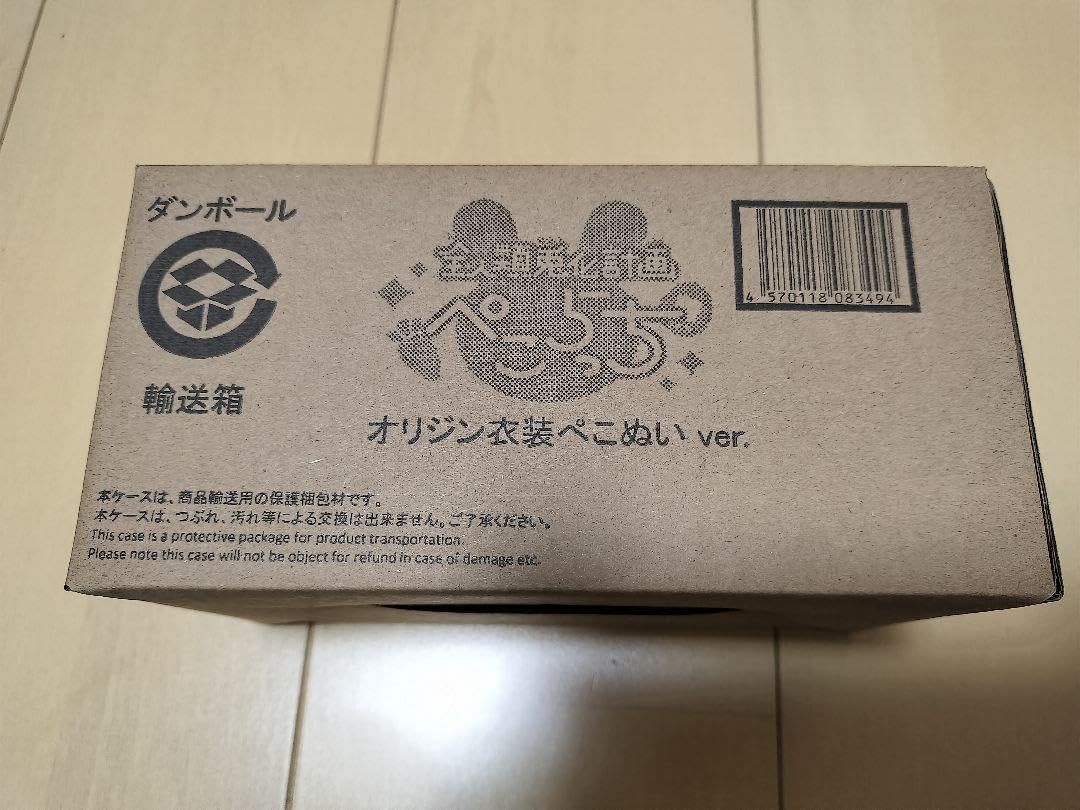 ダンボール
輸送箱
全人類兎化計画
ぺこらっち
4 570118 083494
オリジン衣装ぺこぬい ver.
本ケースは、商品輸送用の保護梱包材です。
本ケースは、つぶれ、汚れ等による交換は出来ません。ご了承ください。
This case is a protective package for product transportation.
Please note this case will not be object for refund in case of damage etc.